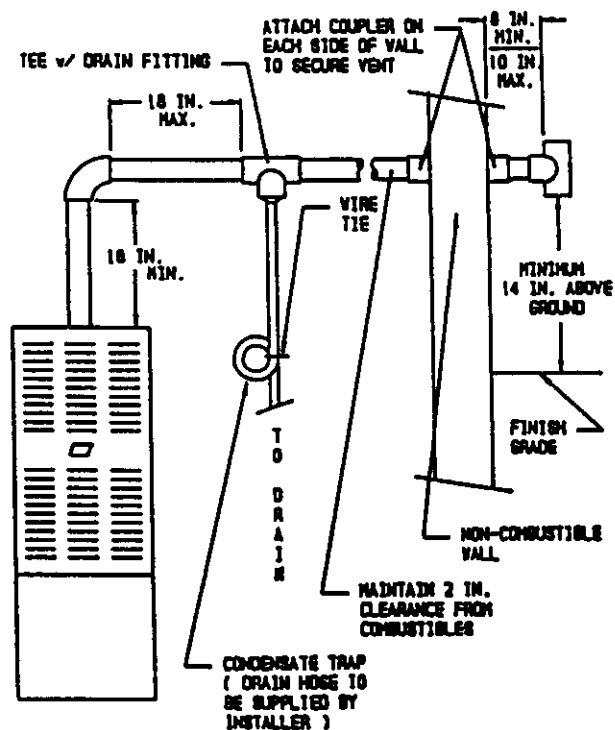 ATTACH COUPLER ON
EACH SIDE OF WALL
TO SECURE VENT
8 IN.
MIN.
10 IN.
MAX.
TEE w/ DRAIN FITTING
18 IN.
MAX.
WIRE
TIE
18 IN.
MIN.
MINIMUM
14 IN. ABOVE
GROUND
FINISH
GRADE
TO DRAIN
NON-COMBUSTIBLE
WALL
MAINTAIN 2 IN.
CLEARANCE FROM
COMBUSTIBLES
CONDENSATE TRAP
( DRAIN HOSE TO
BE SUPPLIED BY
INSTALLER )